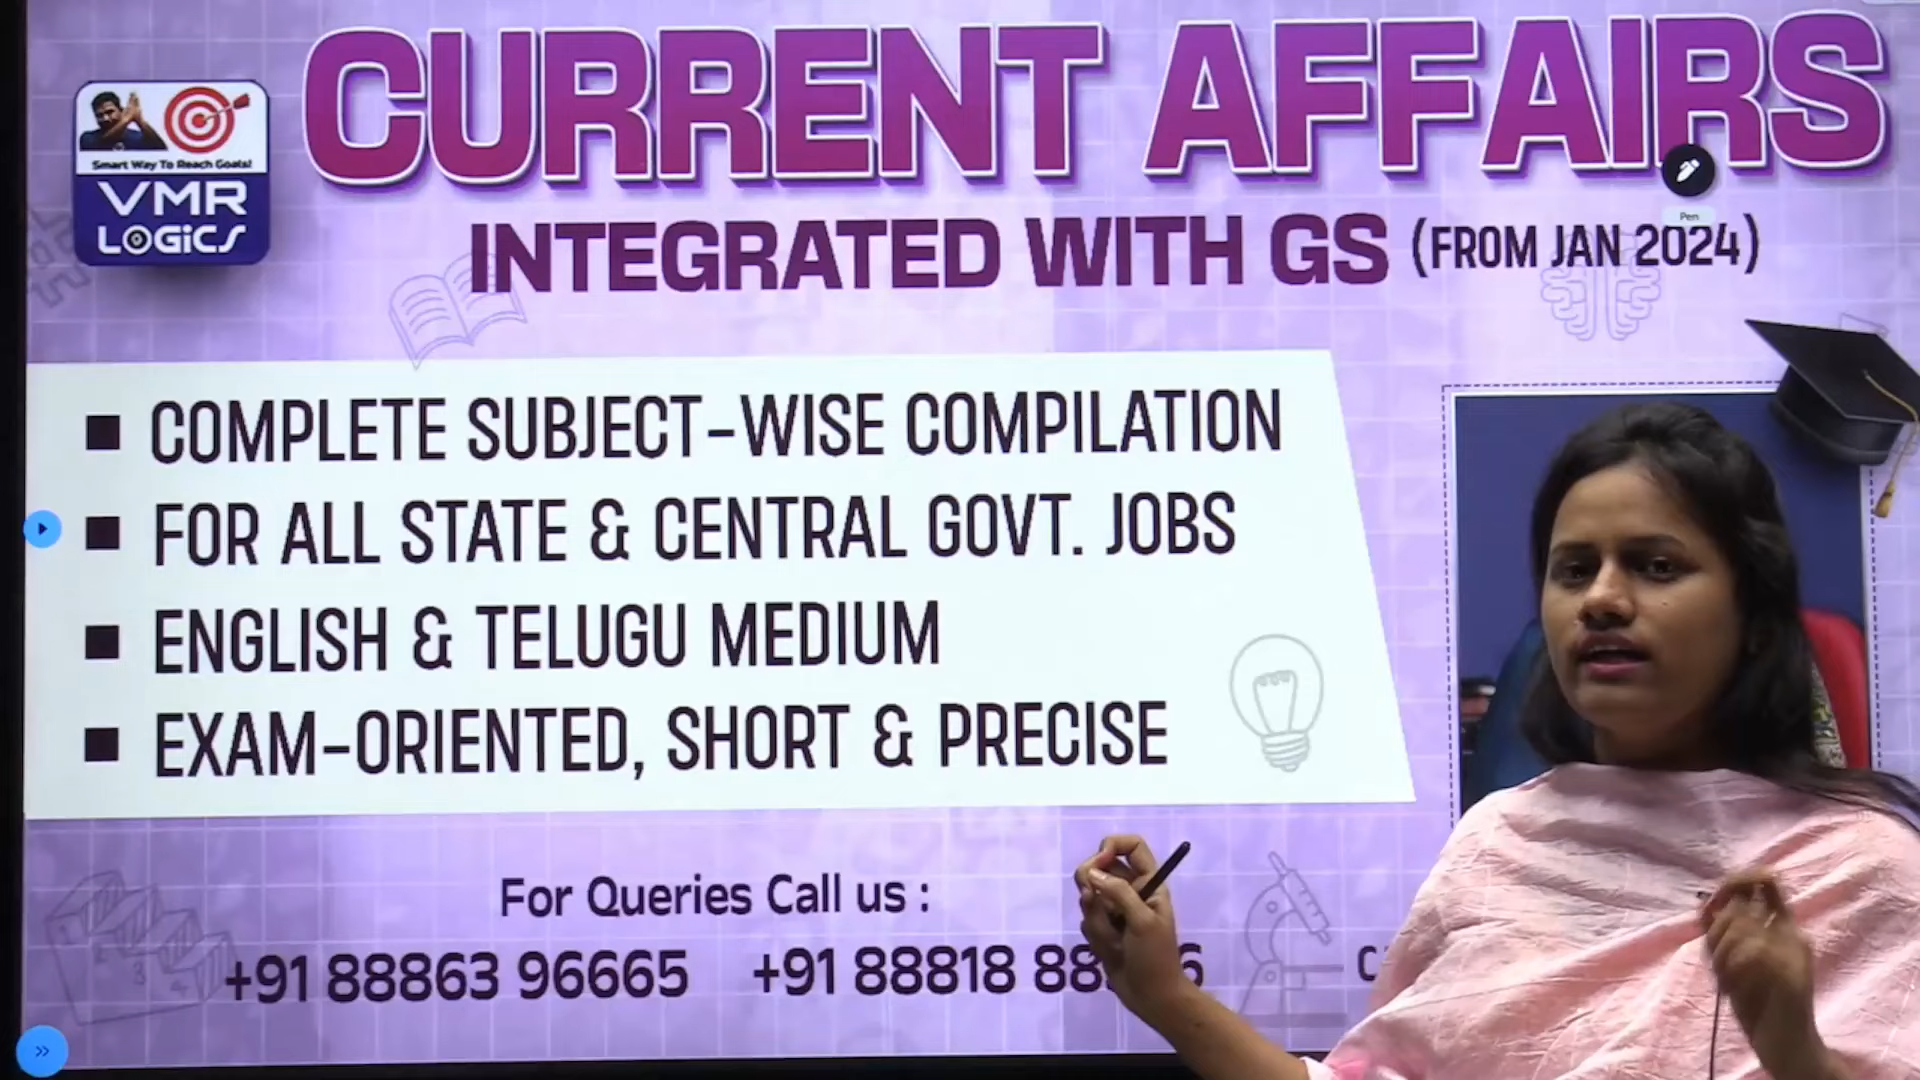 CURRENT AFFAIRS
Smart Way To Reach Goals!
VMR
LOGICS
Pen
INTEGRATED WITH GS (FROM JAN 2024)
COMPLETE SUBJECT-WISE COMPILATION
FOR ALL STATE & CENTRAL GOVT. JOBS
ENGLISH & TELUGU MEDIUM
EXAM-ORIENTED, SHORT & PRECISE
For Queries Call us :
+91 88863 96665 +91 88818